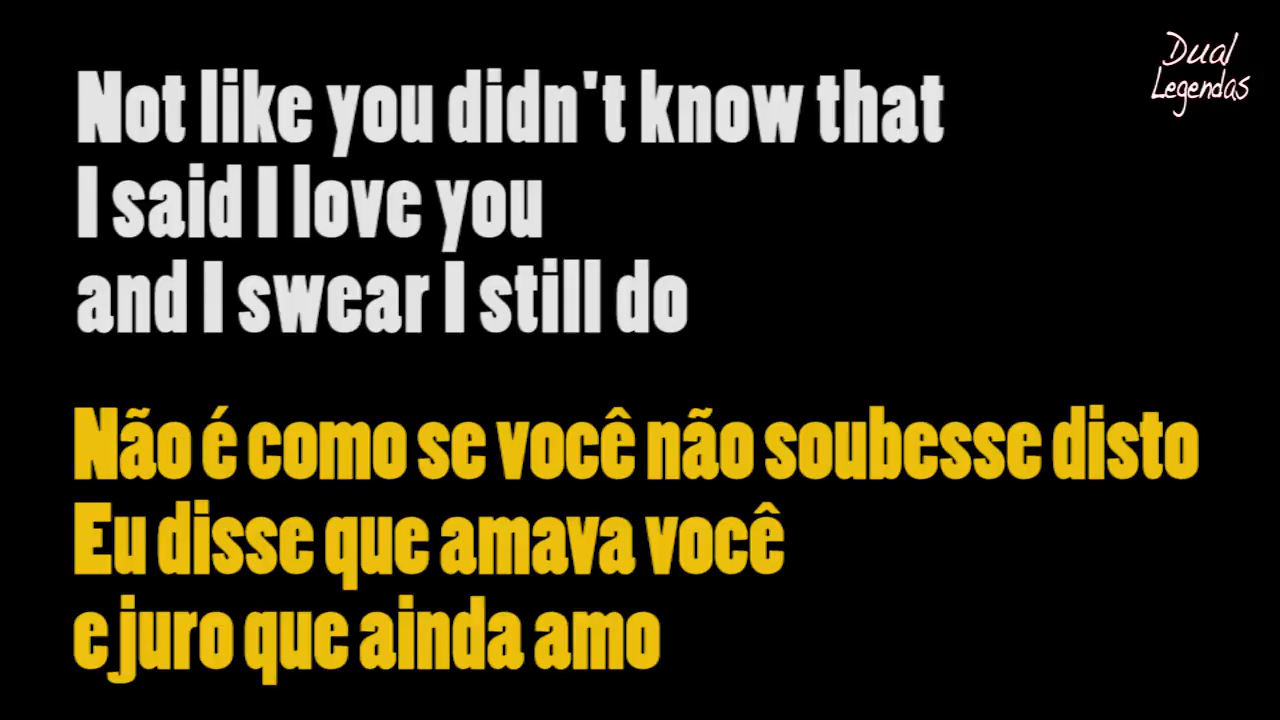 Dual
Legendas
Not like you didn't know that
I said I love you
and I swear I still do
Não é como se você não soubesse disto
Eu disse que amava você
e juro que ainda amo